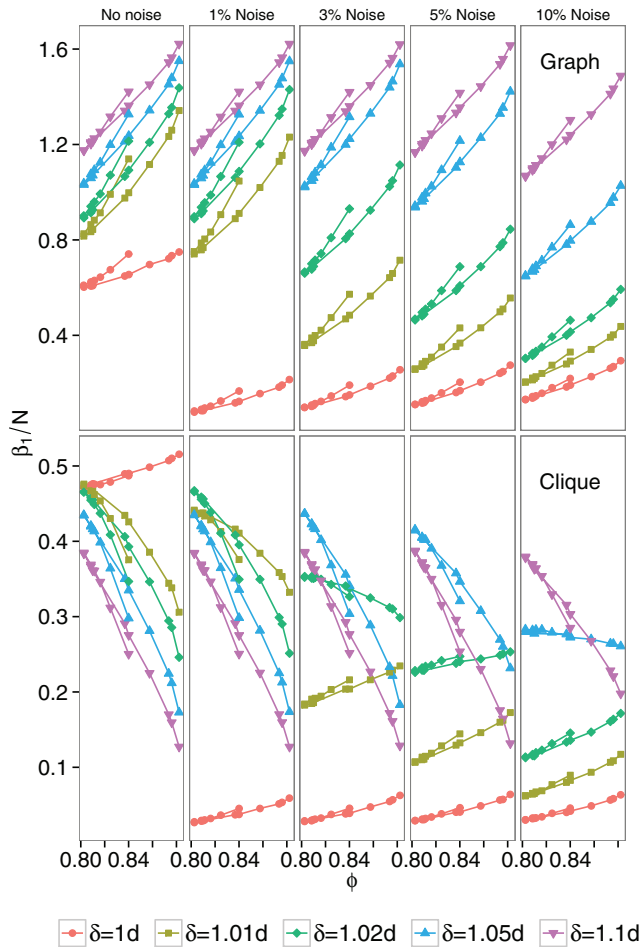 No noise 1% Noise 3% Noise 5% Noise 10% Noise
1.6
Graph
1.2
0.8
0.4
β₁/N
0.5
Clique
0.4
0.3
0.2
0.1
0.80 0.84 0.80 0.84 0.80 0.84 0.80 0.84 0.80 0.84
ϕ
δ=1d δ=1.01d δ=1.02d δ=1.05d δ=1.1d